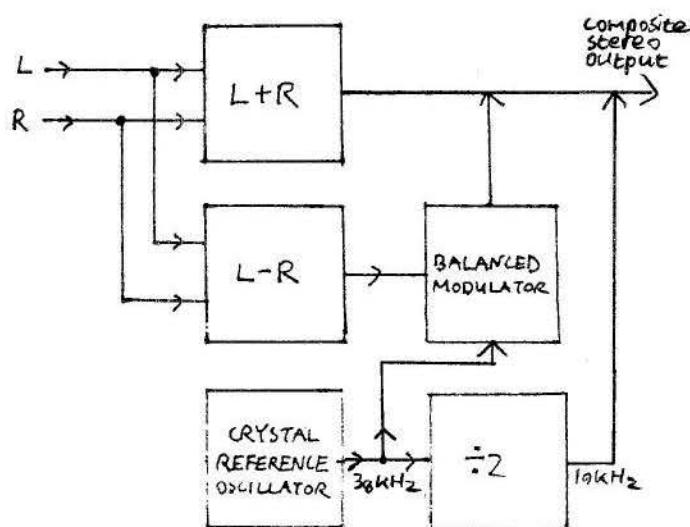 composite
stereo
output
L
R
L+R
L-R
BALANCED
MODULATOR
CRYSTAL
REFERENCE
OSCILLATOR
38KHz
÷2
19KHz